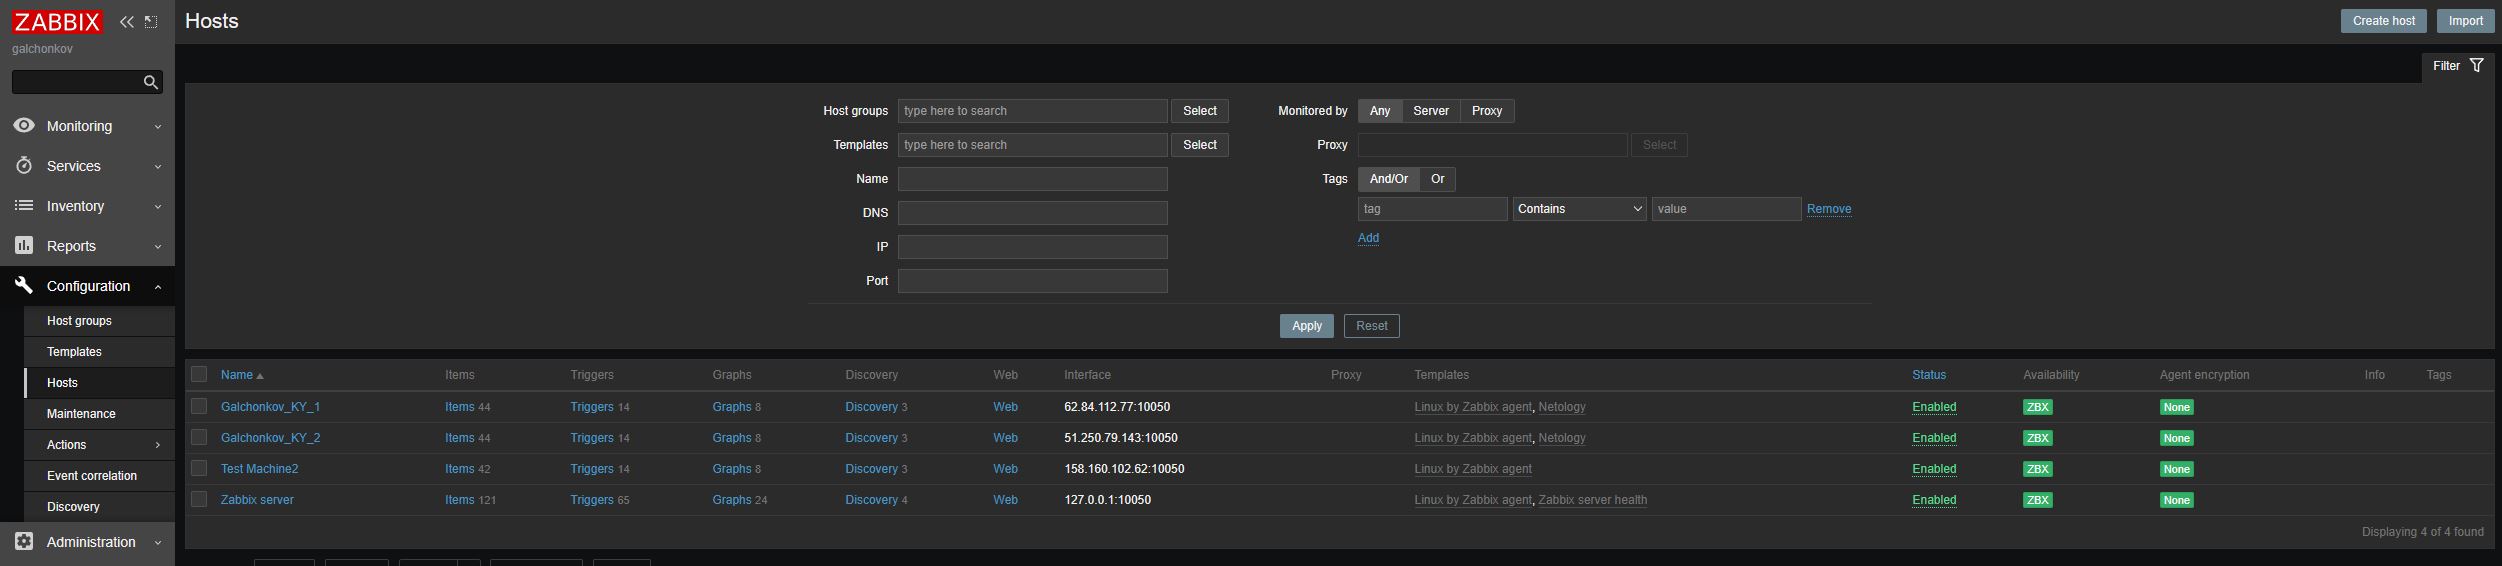 ZABBIX
galchonkov
Monitoring
Services
Inventory
Reports
Configuration
Host groups
Templates
Hosts
Maintenance
Actions
Event correlation
Discovery
Administration
Hosts
Create host Import
Filter
Host groups type here to search Select
Templates type here to search Select
Name
DNS
IP
Port
Monitored by Any Server Proxy
Proxy Select
Tags And/Or Or
tag Contains value Remove
Add
Apply Reset
Name Items Triggers Graphs Discovery Web Interface Proxy Templates Status Availability Agent encryption Info Tags
Galchonkov_KY_1 Items 44 Triggers 14 Graphs 8 Discovery 3 Web 62.84.112.77:10050 Linux by Zabbix agent, Netology Enabled ZBX None
Galchonkov_KY_2 Items 44 Triggers 14 Graphs 8 Discovery 3 Web 51.250.79.143:10050 Linux by Zabbix agent, Netology Enabled ZBX None
Test Machine2 Items 42 Triggers 14 Graphs 8 Discovery 3 Web 158.160.102.62:10050 Linux by Zabbix agent Enabled ZBX None
Zabbix server Items 121 Triggers 65 Graphs 24 Discovery 4 Web 127.0.0.1:10050 Linux by Zabbix agent, Zabbix server health Enabled ZBX None
Displaying 4 of 4 found